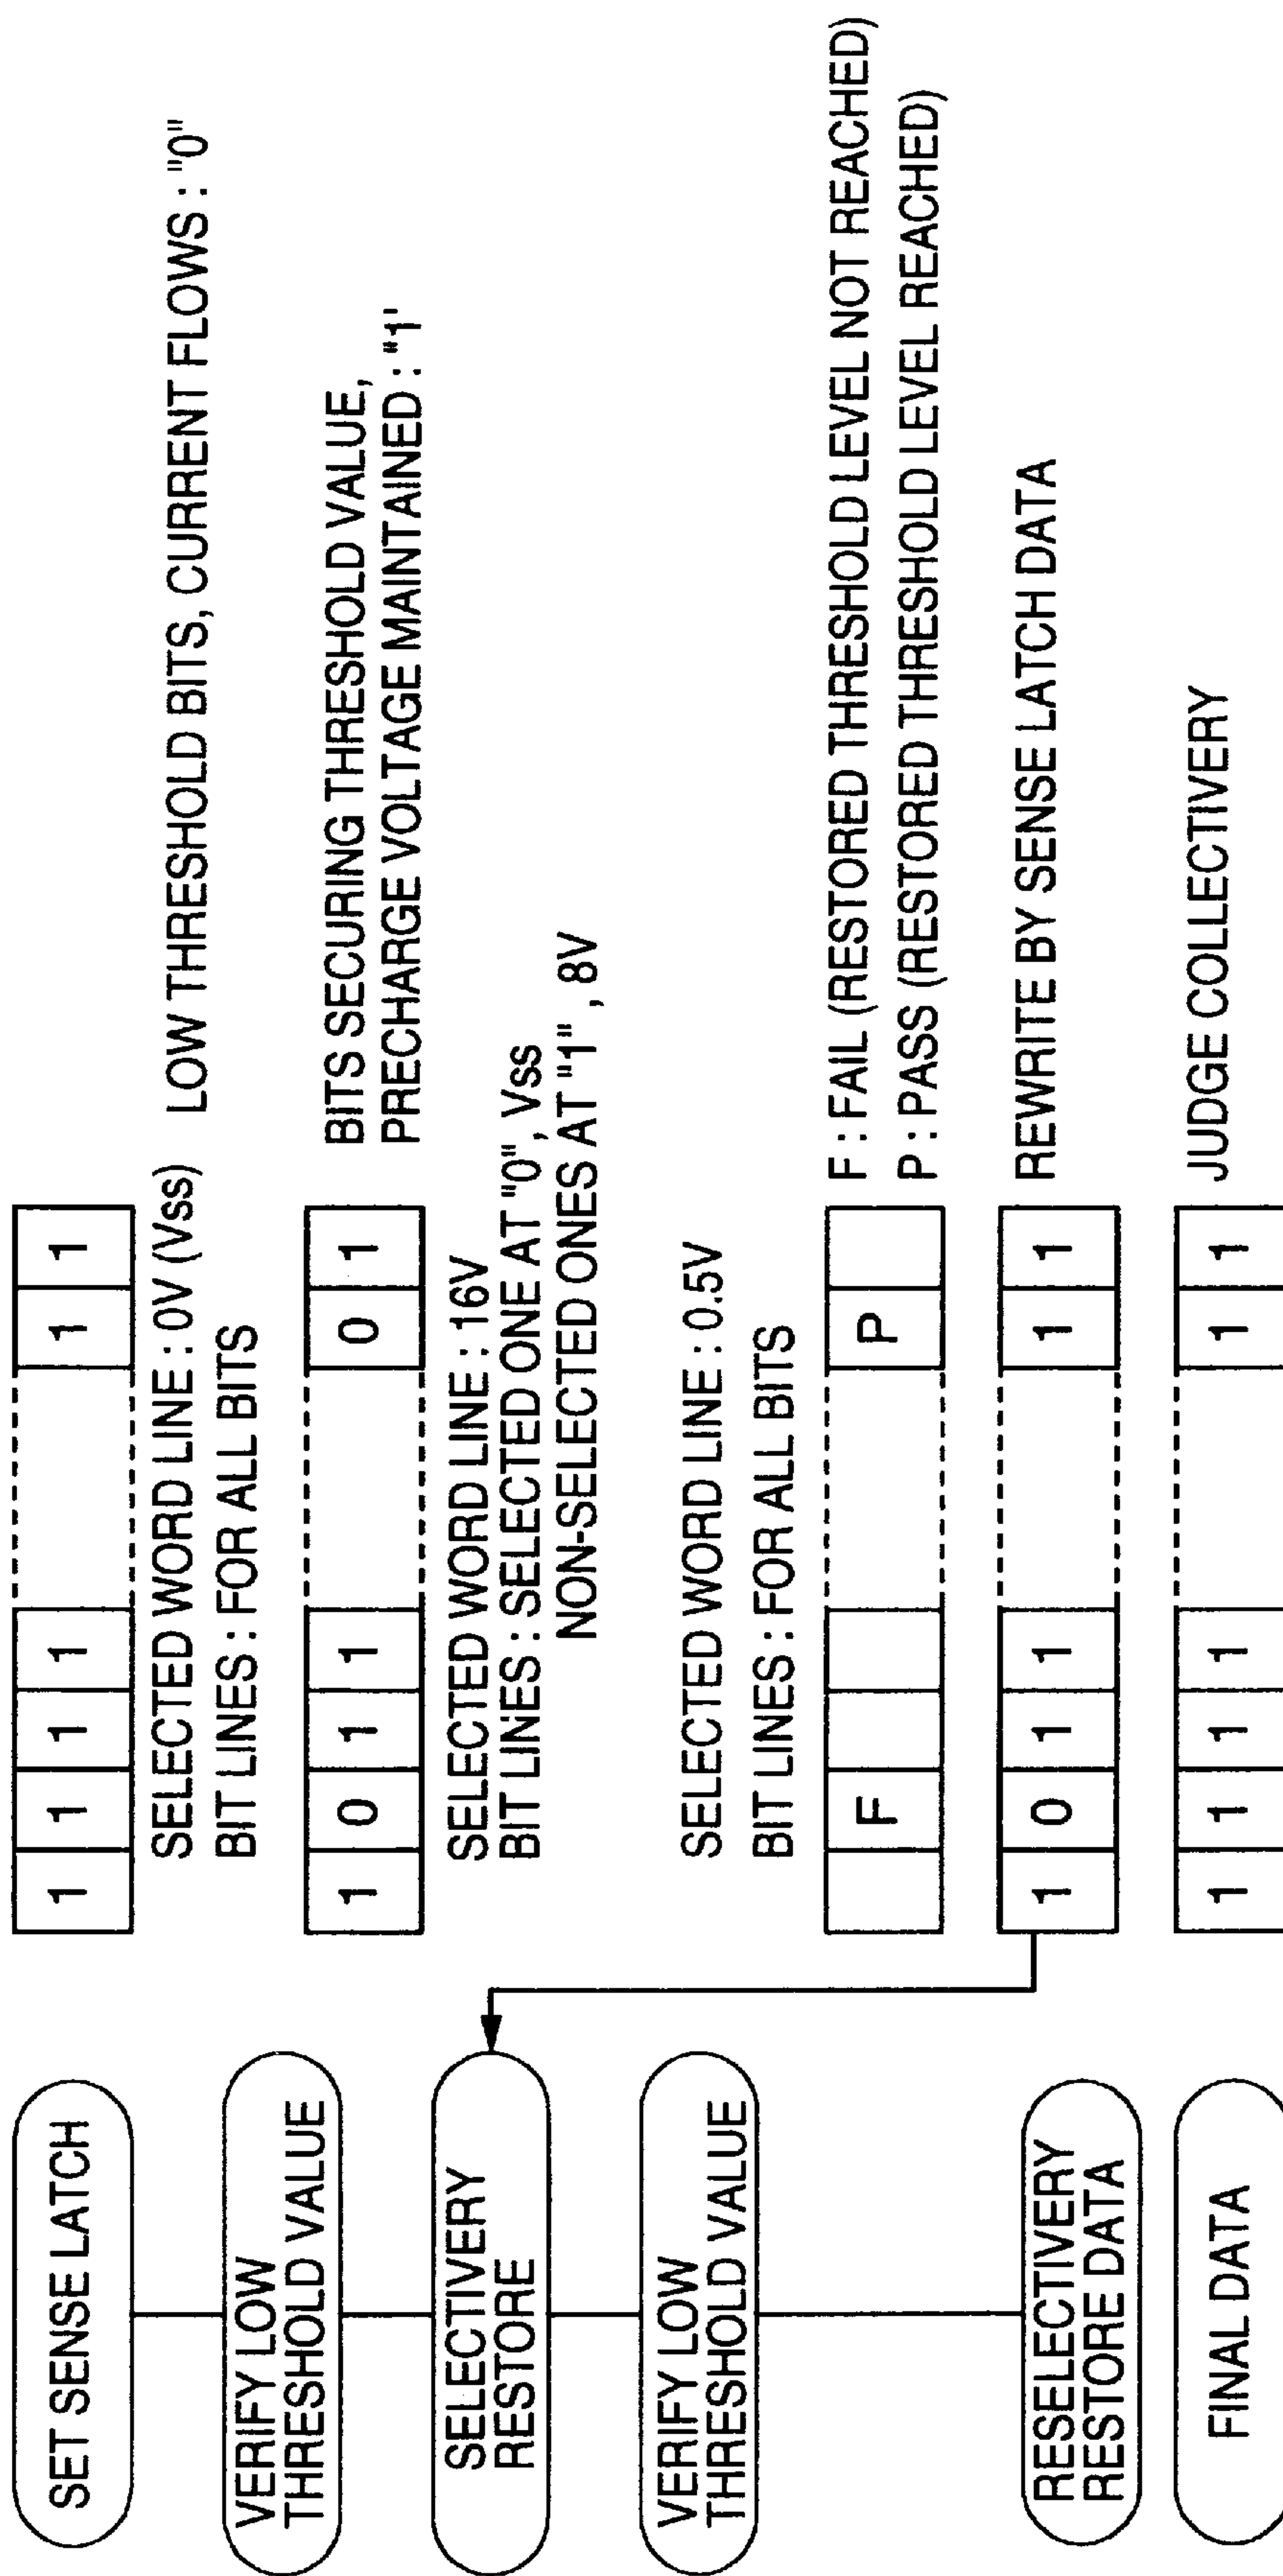 SET SENSE LATCH
1 1 1 1 1 1
SELECTED WORD LINE : 0V (Vss)
BIT LINES : FOR ALL BITS
LOW THRESHOLD BITS, CURRENT FLOWS : "0"
VERIFY LOW
THRESHOLD VALUE
1 0 1 1 0 1
BITS SECURING THRESHOLD VALUE,
PRECHARGE VOLTAGE MAINTAINED : "1'
SELECTIVERY
RESTORE
SELECTED WORD LINE : 16V
BIT LINES : SELECTED ONE AT "0", Vss
NON-SELECTED ONES AT "1" , 8V
VERIFY LOW
THRESHOLD VALUE
SELECTED WORD LINE : 0.5V
BIT LINES : FOR ALL BITS
F P
F : FAIL (RESTORED THRESHOLD LEVEL NOT REACHED)
P : PASS (RESTORED THRESHOLD LEVEL REACHED)
RESELECTIVERY
RESTORE DATA
1 0 1 1 1 1
REWRITE BY SENSE LATCH DATA
FINAL DATA
1 1 1 1 1 1
JUDGE COLLECTIVERY